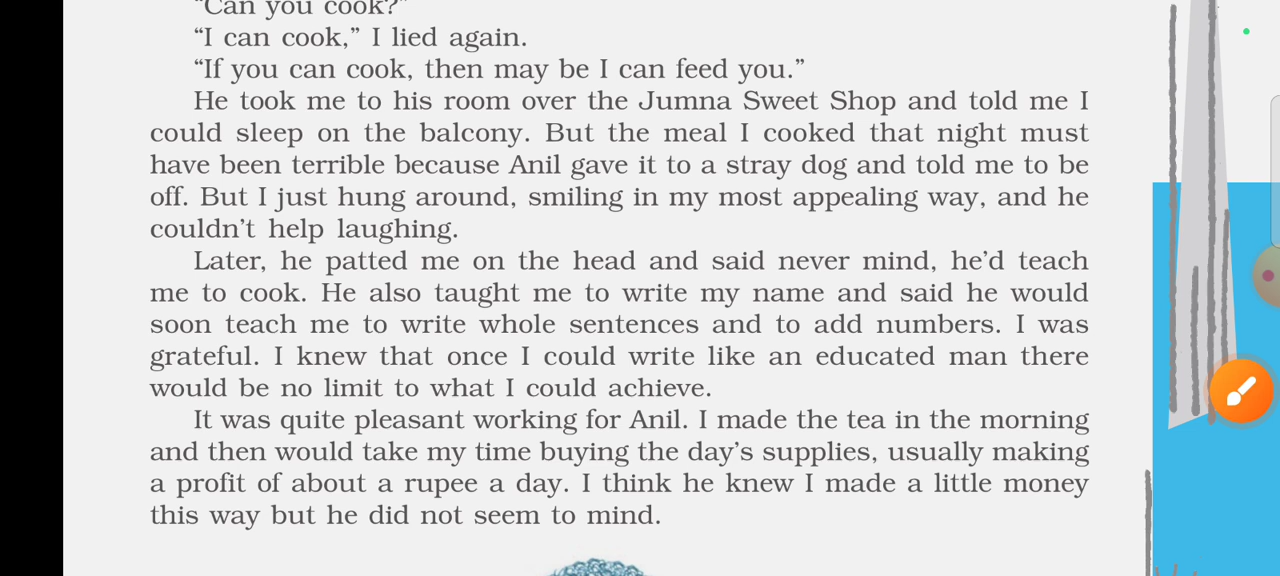 “Can you cook?”
“I can cook,” I lied again.
“If you can cook, then may be I can feed you.”
He took me to his room over the Jumna Sweet Shop and told me I
could sleep on the balcony. But the meal I cooked that night must
have been terrible because Anil gave it to a stray dog and told me to be
off. But I just hung around, smiling in my most appealing way, and he
couldn’t help laughing.
Later, he patted me on the head and said never mind, he’d teach
me to cook. He also taught me to write my name and said he would
soon teach me to write whole sentences and to add numbers. I was
grateful. I knew that once I could write like an educated man there
would be no limit to what I could achieve.
It was quite pleasant working for Anil. I made the tea in the morning
and then would take my time buying the day’s supplies, usually making
a profit of about a rupee a day. I think he knew I made a little money
this way but he did not seem to mind.